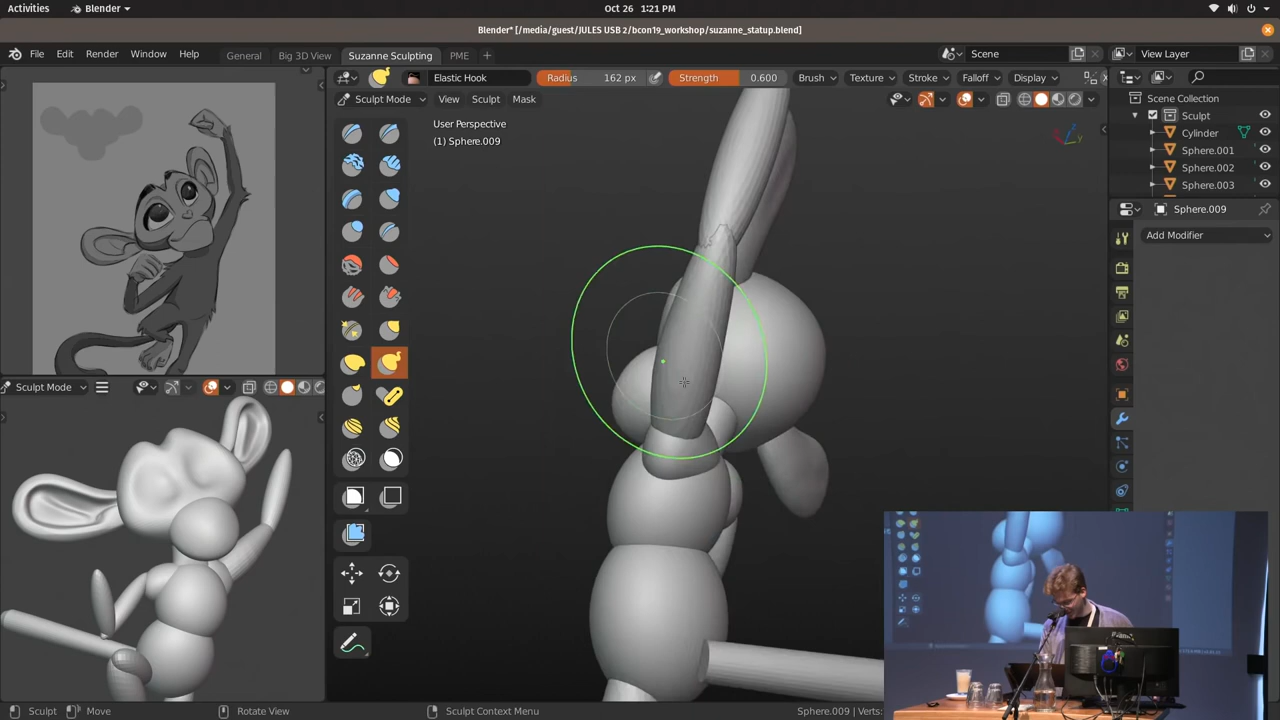 Activities
Blender
Oct 26 1:21 PM
Blender* [/media/guest/JULES USB 2/bcon19_workshop/suzanne_statup.blend]
File Edit Render Window Help
General Big 3D View Suzanne Sculpting PME +
Scene
View Layer
Elastic Hook
Radius 162 px
Strength 0.600
Brush Texture Stroke Falloff Display
Sculpt Mode View Sculpt Mask
User Perspective
(1) Sphere.009
Scene Collection
Sculpt
Cylinder
Sphere.001
Sphere.002
Sphere.003
Sphere.009
Add Modifier
Sculpt Mode
Sculpt Move Rotate View Sculpt Context Menu Sphere.009 | Verts: